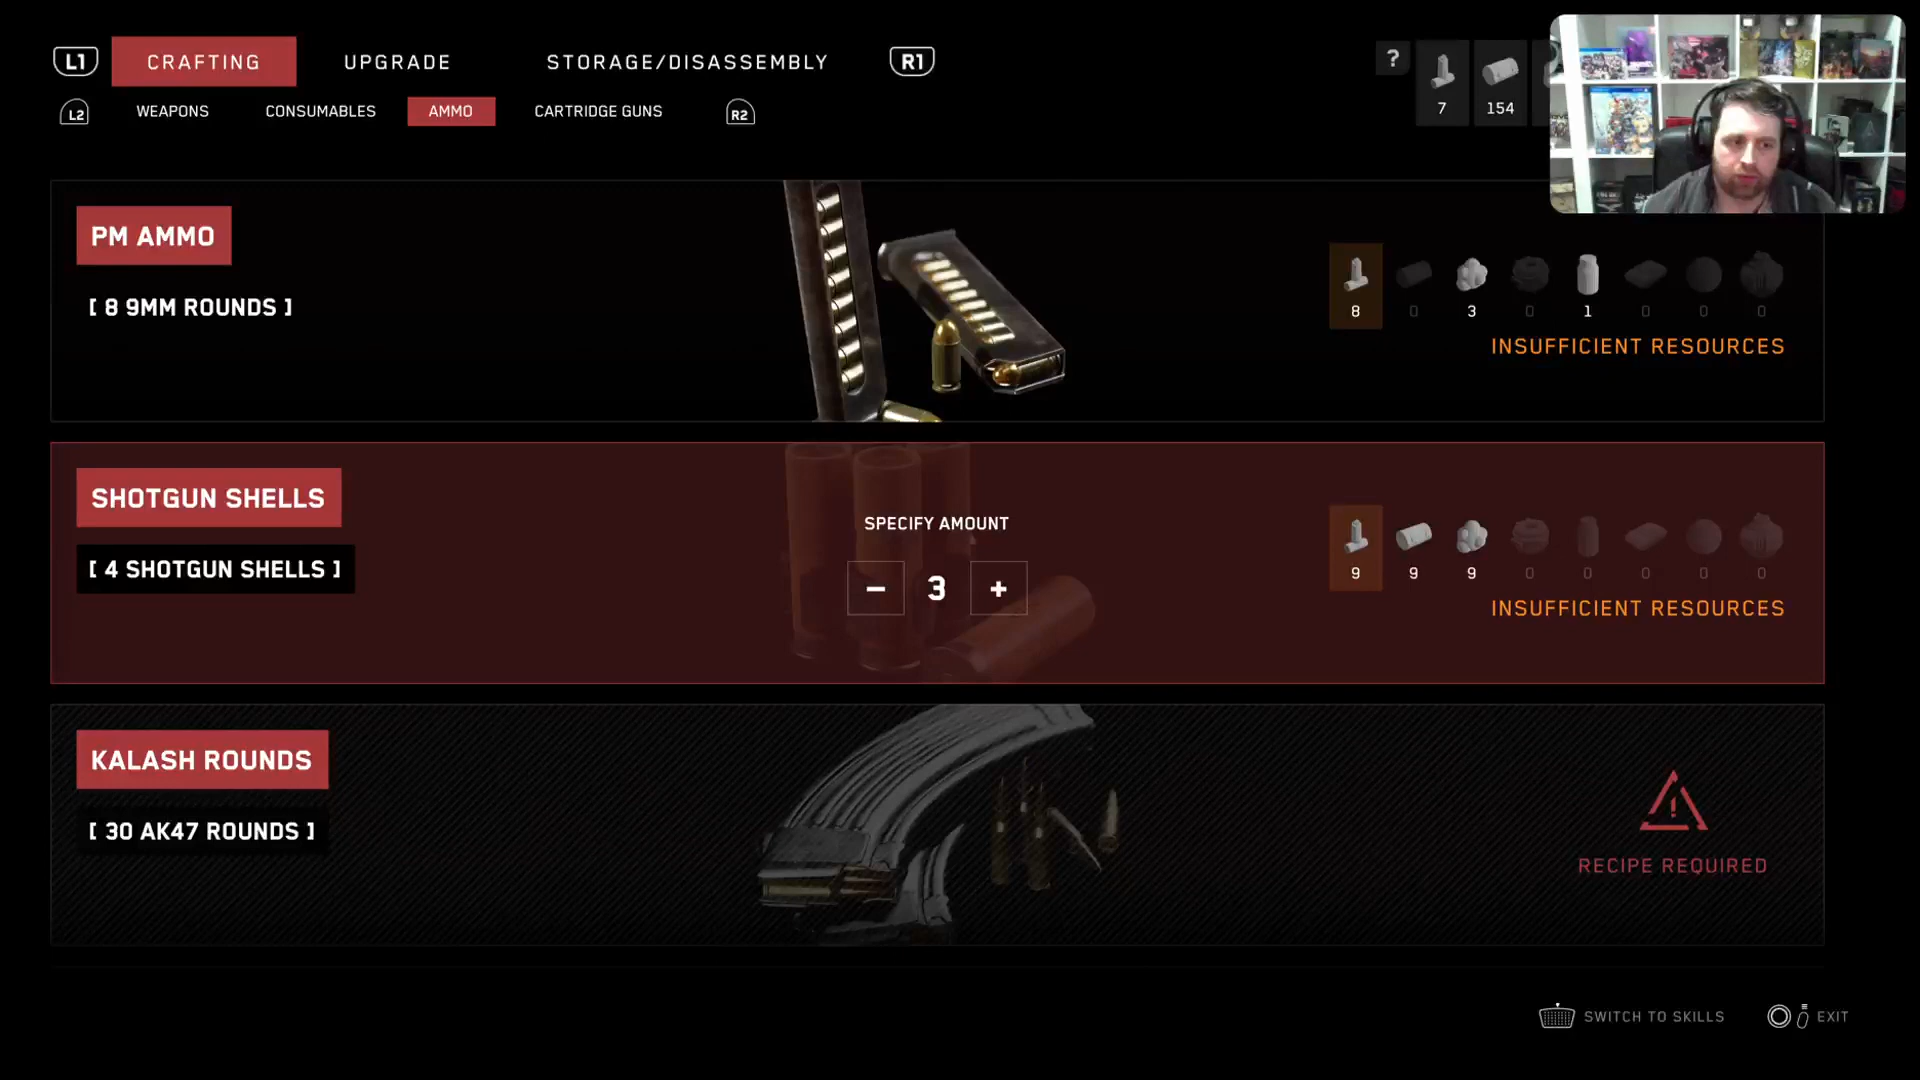 L1 CRAFTING UPGRADE STORAGE/DISASSEMBLY R1
L2 WEAPONS CONSUMABLES AMMO CARTRIDGE GUNS R2
?
7 154
PM AMMO
[ 8 9MM ROUNDS ]
8 0 3 0 1 0 0 0
INSUFFICIENT RESOURCES
SHOTGUN SHELLS
[ 4 SHOTGUN SHELLS ]
SPECIFY AMOUNT
− 3 +
9 9 9 0 0 0 0 0
INSUFFICIENT RESOURCES
KALASH ROUNDS
[ 30 AK47 ROUNDS ]
RECIPE REQUIRED
SWITCH TO SKILLS EXIT